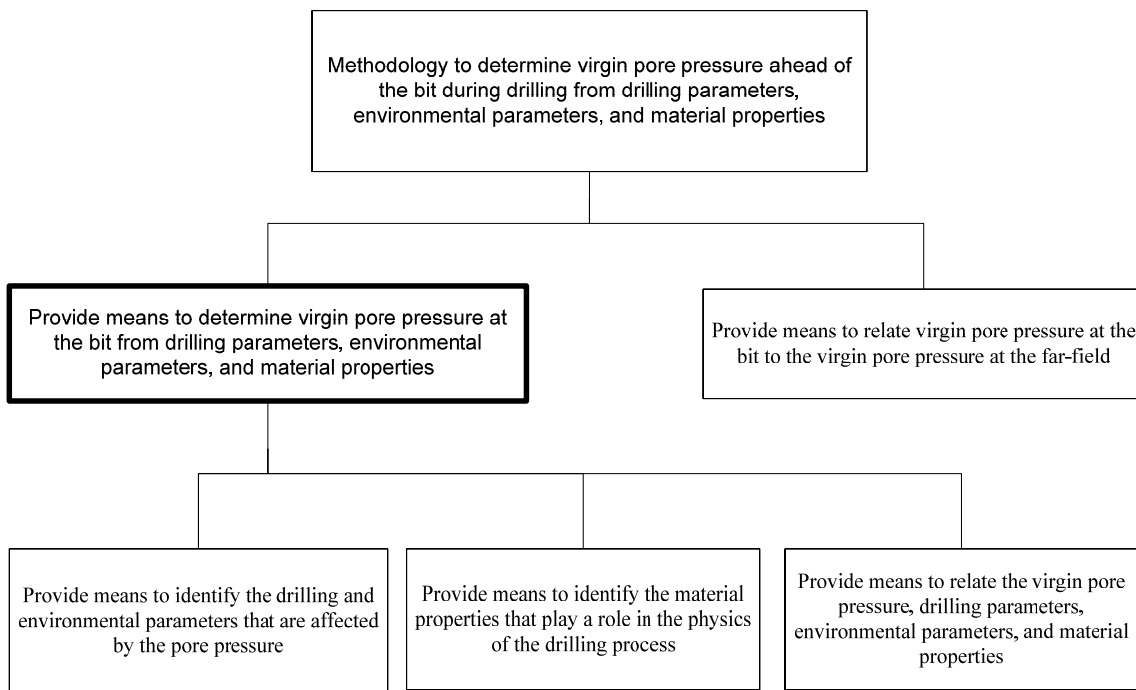 Methodology to determine virgin pore pressure ahead of
the bit during drilling from drilling parameters,
environmental parameters, and material properties
Provide means to determine virgin pore pressure at
the bit from drilling parameters, environmental
parameters, and material properties
Provide means to relate virgin pore pressure at the
bit to the virgin pore pressure at the far-field
Provide means to identify the drilling and
environmental parameters that are affected
by the pore pressure
Provide means to identify the material
properties that play a role in the physics
of the drilling process
Provide means to relate the virgin pore
pressure, drilling parameters,
environmental parameters, and material
properties